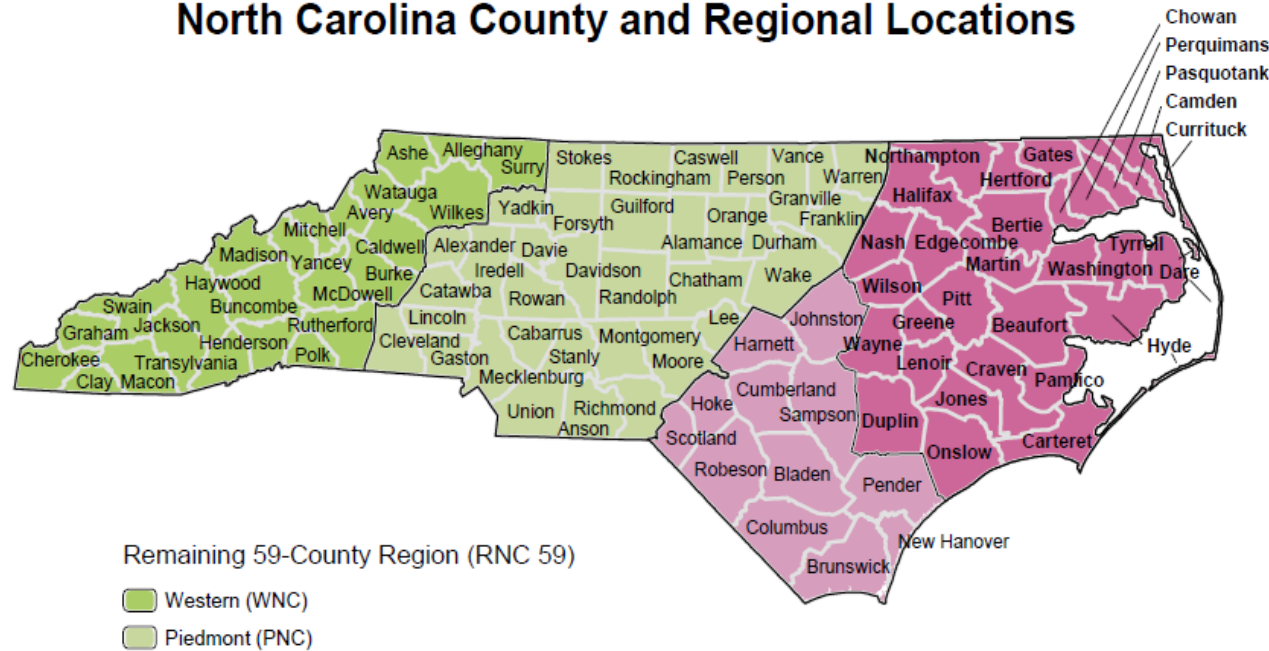 North Carolina County and Regional Locations
Chowan
Perquimans
Pasquotank
Camden
Currituck
Ashe
Alleghany
Surry
Watauga
Avery
Wilkes
Mitchell
Caldwell
Madison
Yancey
Burke
Haywood
McDowell
Buncombe
Swain
Rutherford
Graham
Jackson
Henderson
Cherokee
Transylvania
Polk
Clay
Macon
Stokes
Caswell
Vance
Rockingham
Person
Warren
Yadkin
Forsyth
Guilford
Granville
Orange
Franklin
Alexander
Davie
Alamance
Durham
Iredell
Davidson
Chatham
Wake
Catawba
Rowan
Randolph
Lincoln
Lee
Cleveland
Cabarrus
Montgomery
Gaston
Stanly
Moore
Mecklenburg
Union
Richmond
Anson
Northampton
Gates
Hertford
Halifax
Bertie
Nash
Edgecombe
Tyrrell
Martin
Washington
Dare
Wilson
Pitt
Greene
Beaufort
Wayne
Hyde
Lenoir
Craven
Pamlico
Jones
Duplin
Carteret
Onslow
Johnston
Harnett
Cumberland
Hoke
Sampson
Scotland
Robeson
Bladen
Pender
Columbus
New Hanover
Brunswick
Remaining 59-County Region (RNC 59)
Western (WNC)
Piedmont (PNC)